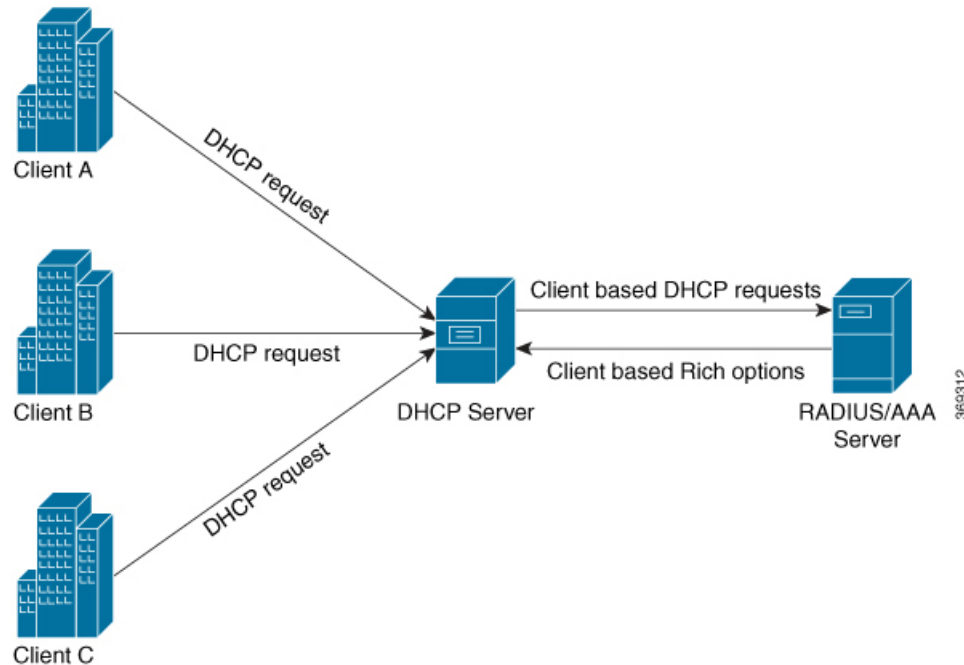 Client A
DHCP request
Client B
DHCP request
Client C
DHCP request
DHCP Server
Client based DHCP requests
Client based Rich options
RADIUS/AAA
Server
369312